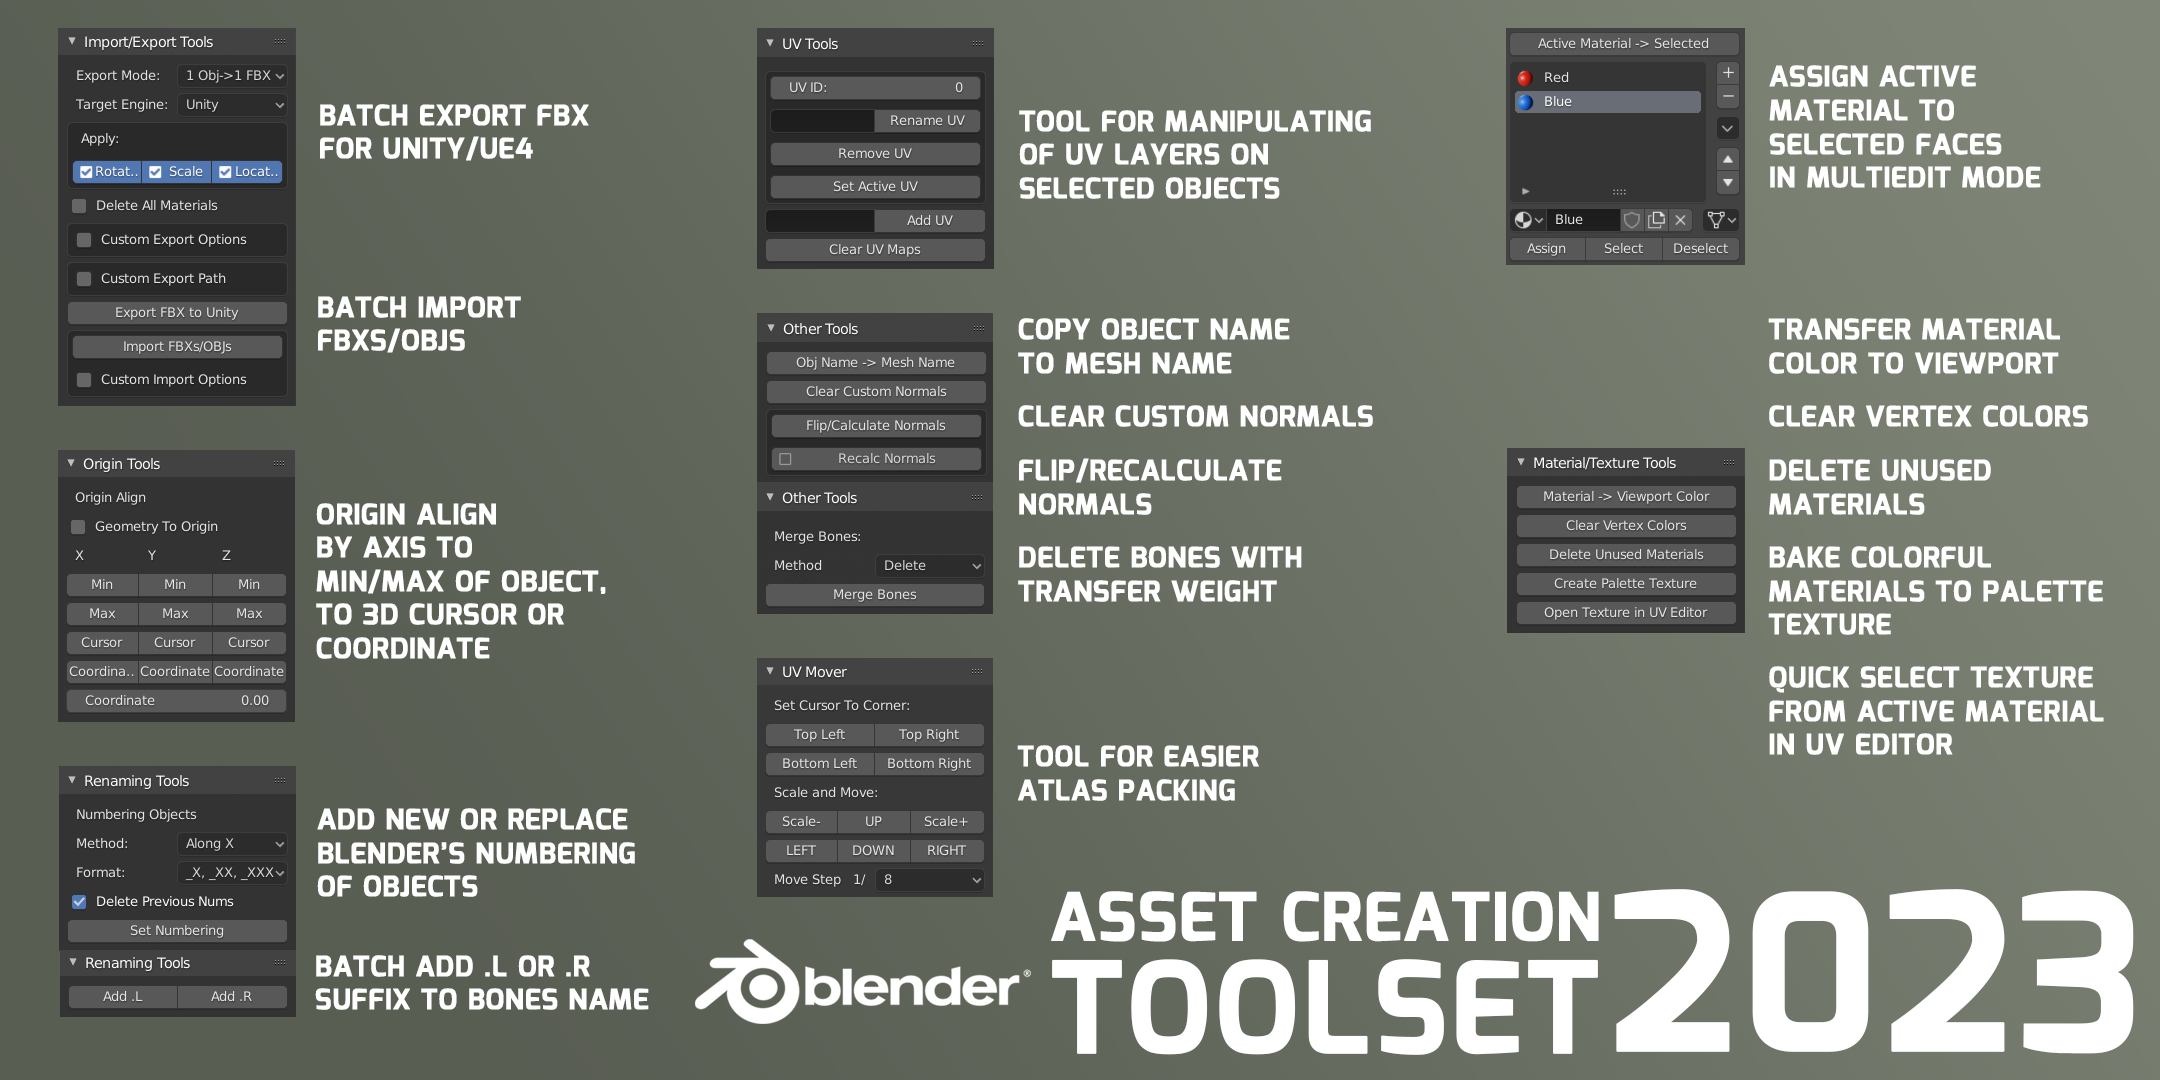 Import/Export Tools
Export Mode: 1 Obj->1 FBX
Target Engine: Unity
Apply:
Rotat.. Scale Locat..
Delete All Materials
Custom Export Options
Custom Export Path
Export FBX to Unity
Import FBXs/OBJs
Custom Import Options
BATCH EXPORT FBX
FOR UNITY/UE4
BATCH IMPORT
FBXS/OBJS
Origin Tools
Origin Align
Geometry To Origin
X Y Z
Min Min Min
Max Max Max
Cursor Cursor Cursor
Coordina.. Coordinate Coordinate
Coordinate 0.00
ORIGIN ALIGN
BY AXIS TO
MIN/MAX OF OBJECT,
TO 3D CURSOR OR
COORDINATE
Renaming Tools
Numbering Objects
Method: Along X
Format: _X, _XX, _XXX
Delete Previous Nums
Set Numbering
Renaming Tools
Add .L Add .R
ADD NEW OR REPLACE
BLENDER'S NUMBERING
OF OBJECTS
BATCH ADD .L OR .R
SUFFIX TO BONES NAME
UV Tools
UV ID: 0
Rename UV
Remove UV
Set Active UV
Add UV
Clear UV Maps
TOOL FOR MANIPULATING
OF UV LAYERS ON
SELECTED OBJECTS
Other Tools
Obj Name -> Mesh Name
Clear Custom Normals
Flip/Calculate Normals
Recalc Normals
Other Tools
Merge Bones:
Method Delete
Merge Bones
COPY OBJECT NAME
TO MESH NAME
CLEAR CUSTOM NORMALS
FLIP/RECALCULATE
NORMALS
DELETE BONES WITH
TRANSFER WEIGHT
UV Mover
Set Cursor To Corner:
Top Left Top Right
Bottom Left Bottom Right
Scale and Move:
Scale- UP Scale+
LEFT DOWN RIGHT
Move Step 1/ 8
TOOL FOR EASIER
ATLAS PACKING
Active Material -> Selected
Red
Blue
Blue
Assign Select Deselect
ASSIGN ACTIVE
MATERIAL TO
SELECTED FACES
IN MULTIEDIT MODE
Material/Texture Tools
Material -> Viewport Color
Clear Vertex Colors
Delete Unused Materials
Create Palette Texture
Open Texture in UV Editor
TRANSFER MATERIAL
COLOR TO VIEWPORT
CLEAR VERTEX COLORS
DELETE UNUSED
MATERIALS
BAKE COLORFUL
MATERIALS TO PALETTE
TEXTURE
QUICK SELECT TEXTURE
FROM ACTIVE MATERIAL
IN UV EDITOR
blender®
ASSET CREATION
TOOLSET
2023